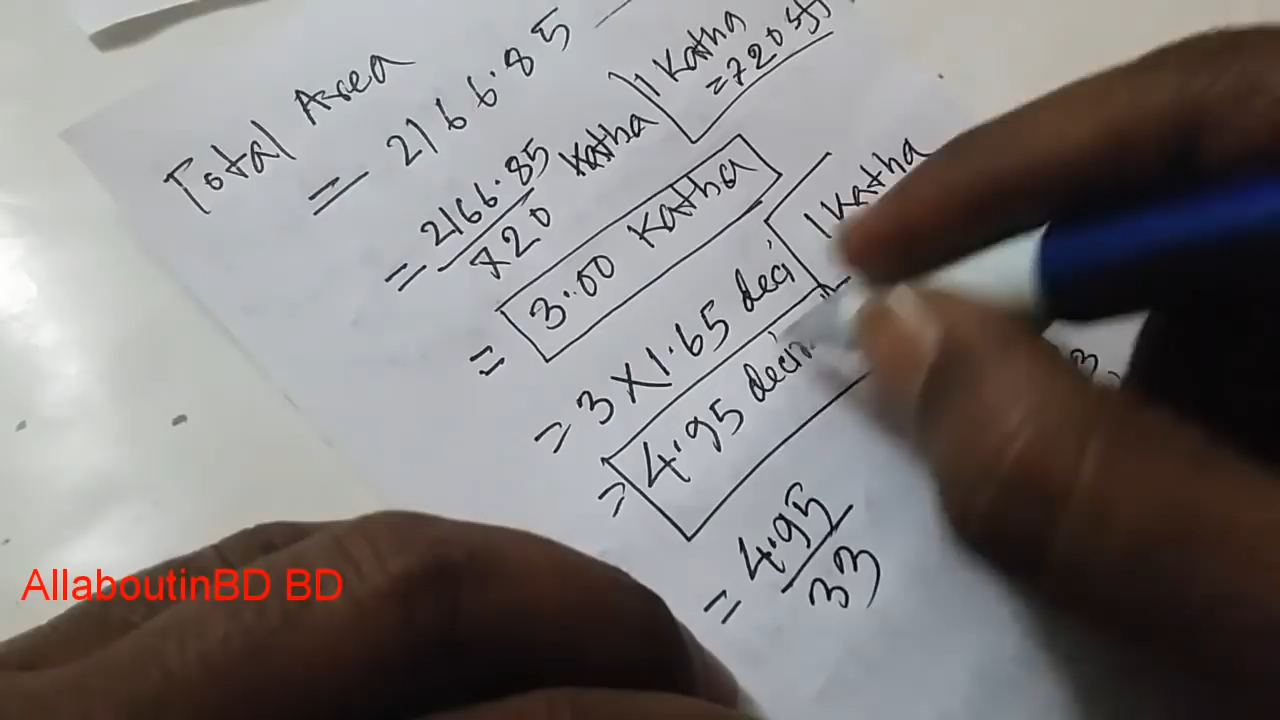 Total Area
= 2166.85
= 2166.85 / 720 Katha
1 Katha
= 720 sft
= 3.00 Katha
= 3 X 1.65 deci
1 Katha
= 4.95 deci
= 4.95 / 33
AllaboutinBD BD